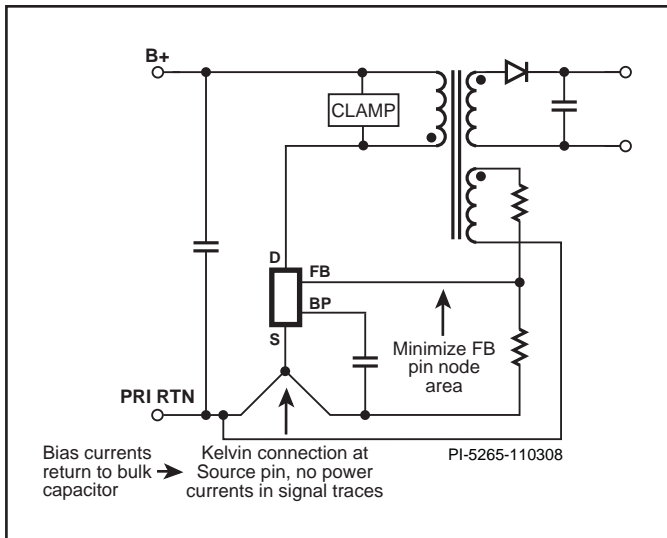 B+
CLAMP
D
FB
BP
S
Minimize FB
pin node
area
PRI RTN
Bias currents
return to bulk
capacitor
Kelvin connection at
Source pin, no power
currents in signal traces
PI-5265-110308